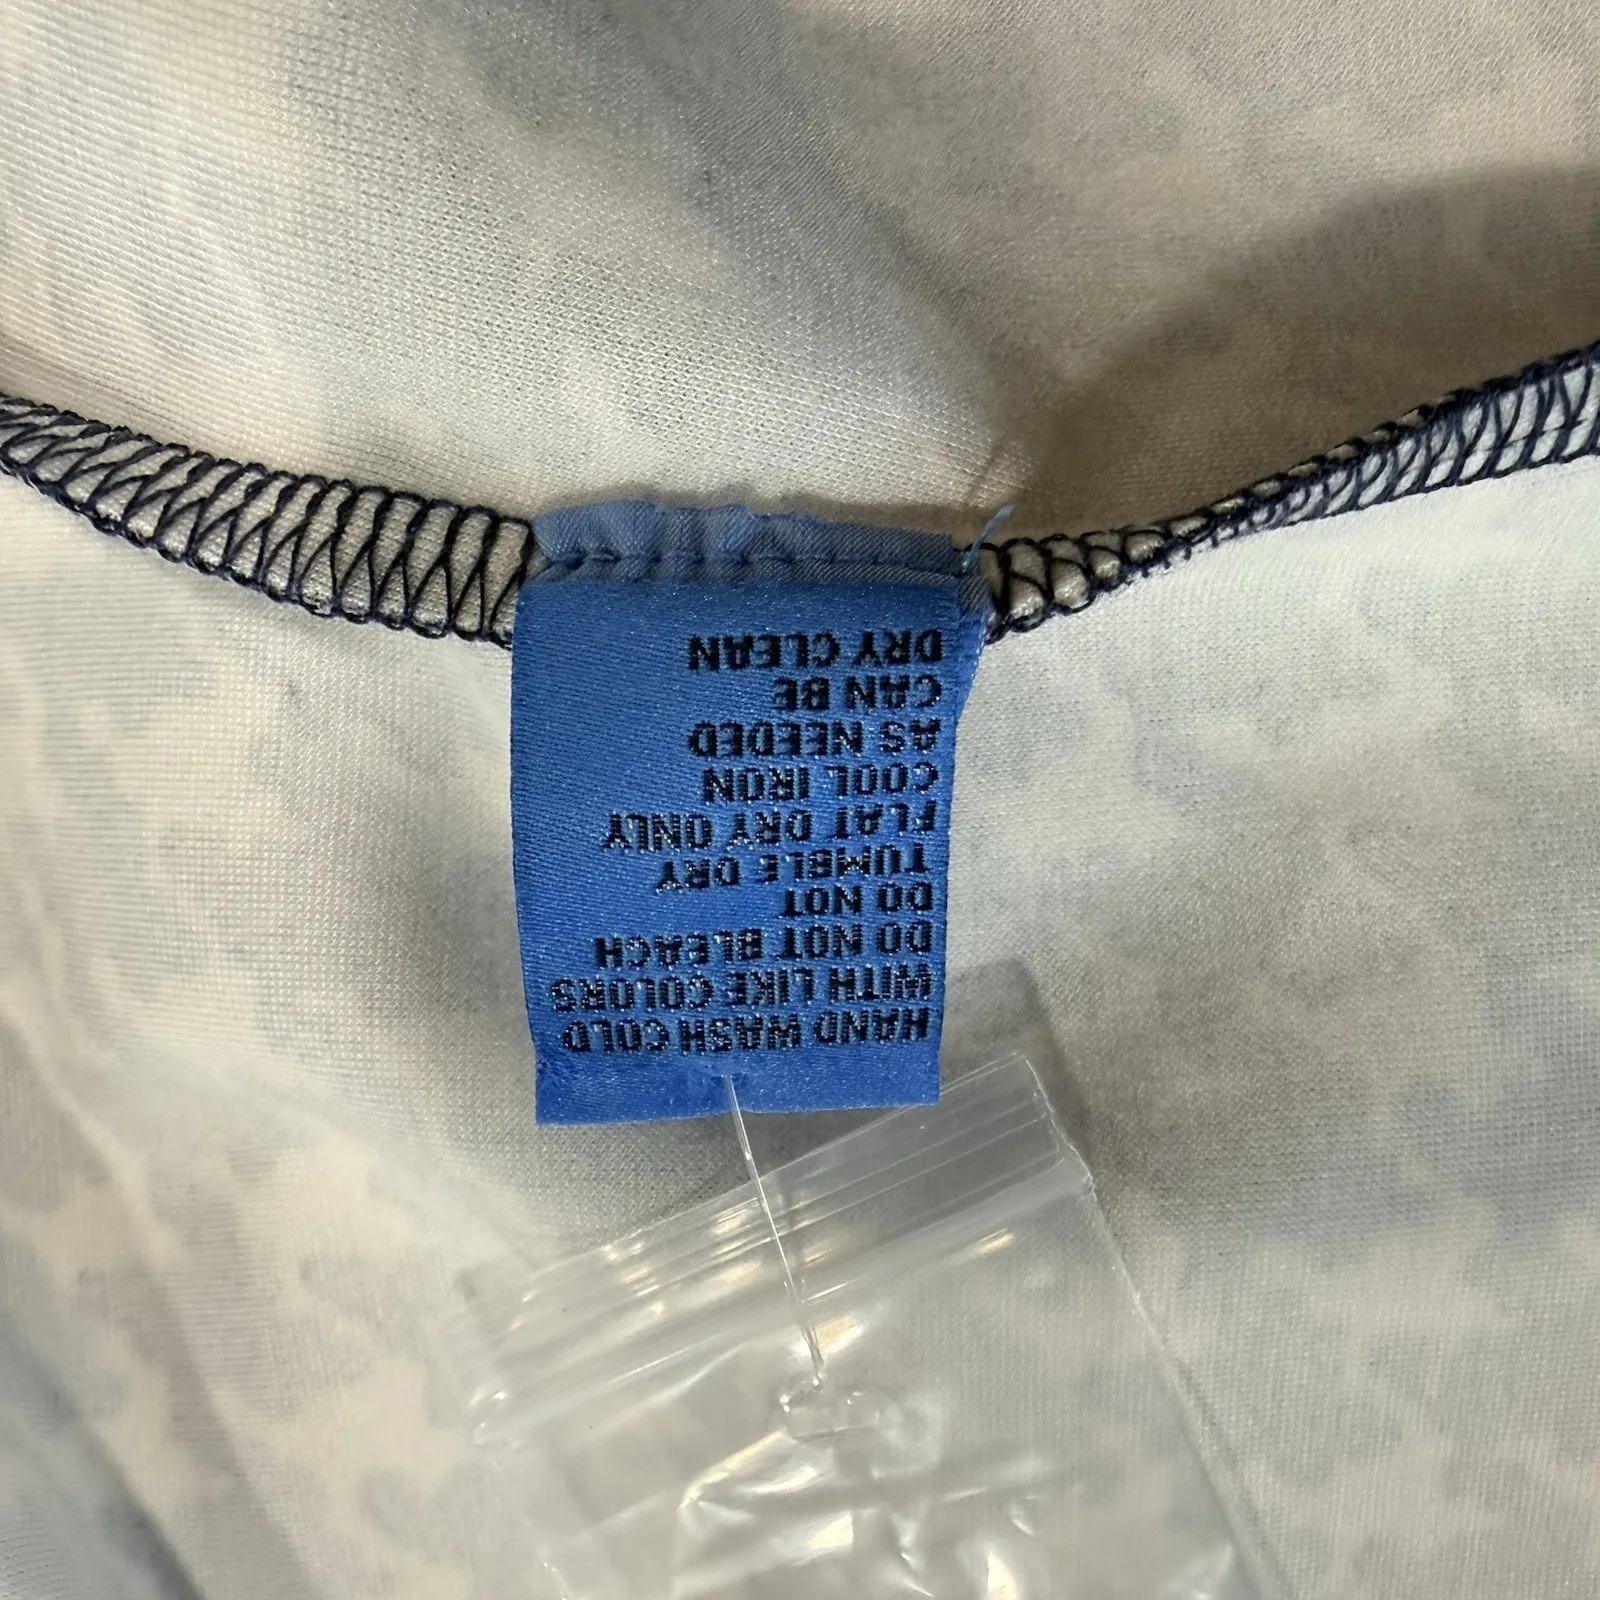 HAND WASH COLD
WITH LIKE COLORS
DO NOT BLEACH
DO NOT
TUMBLE DRY
FLAT DRY ONLY
COOL IRON
AS NEEDED
CAN BE
DRY CLEAN